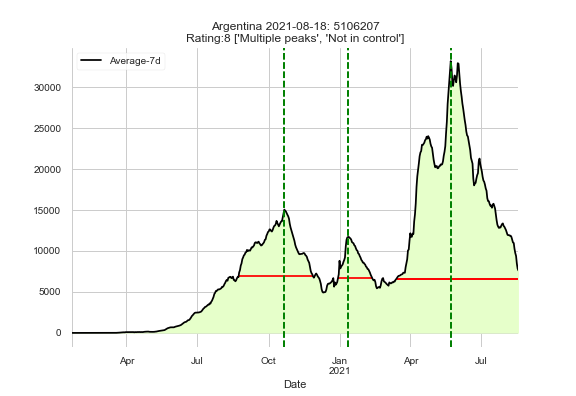 Argentina 2021-08-18: 5106207
Rating:8 ['Multiple peaks', 'Not in control']
Average-7d
30000
25000
20000
15000
10000
5000
0
Apr Jul Oct Jan Apr Jul
2021
Date